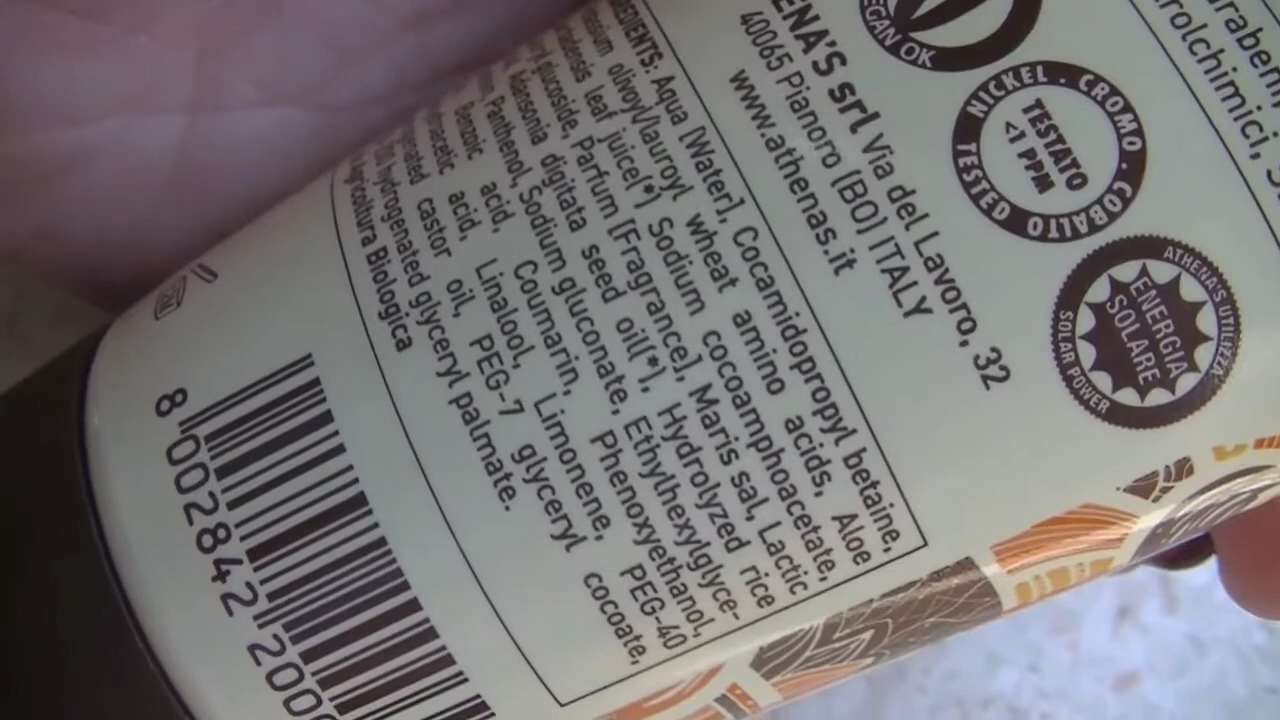 araben
rolchimici,
EGAN OK
NICKEL · CROMO · COBALTO TESTED
TESTATO
<1 PPM
ATHENA'S UTILIZZA
ENERGIA
SOLARE
SOLAR POWER
ENA'S srl Via del Lavoro, 32
40065 Pianoro (BO) ITALY
www.athenas.it
REDIENTS: Aqua [Water], Cocamidopropyl betaine,
olivoyl/lauroyl wheat amino acids, Aloe
leaf juice(*) Sodium cocoamphoacetate,
glucoside, Parfum [Fragrance], Maris sal, Lactic
digitata seed oil(*), Hydrolyzed rice
Panthenol, Sodium gluconate, Ethylhexylglyce-
Benzoic acid, Coumarin, Phenoxyethanol,
acid, Linalool, Limonene, PEG-40
castor oil, PEG-7 glyceryl cocoate,
hydrogenated glyceryl palmate.
Agricoltura Biologica
8 002842 200